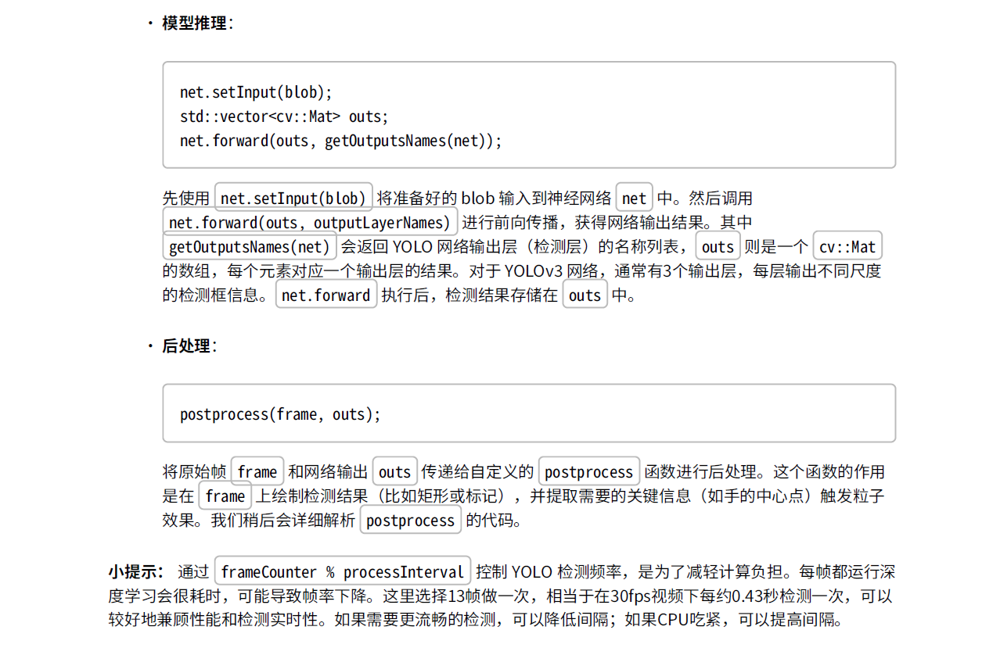 • 模型推理：
net.setInput(blob);
std::vector<cv::Mat> outs;
net.forward(outs, getOutputsNames(net));
先使用 net.setInput(blob) 将准备好的 blob 输入到神经网络 net 中。然后调用
net.forward(outs, outputLayerNames) 进行前向传播，获得网络输出结果。其中
getOutputsNames(net) 会返回 YOLO 网络输出层（检测层）的名称列表，outs 则是一个 cv::Mat
的数组，每个元素对应一个输出层的结果。对于 YOLOv3 网络，通常有3个输出层，每层输出不同尺度
的检测框信息。net.forward 执行后，检测结果存储在 outs 中。
• 后处理：
postprocess(frame, outs);
将原始帧 frame 和网络输出 outs 传递给自定义的 postprocess 函数进行后处理。这个函数的作用
是在 frame 上绘制检测结果（比如矩形或标记），并提取需要的关键信息（如手的中心点）触发粒子
效果。我们稍后会详细解析 postprocess 的代码。
小提示： 通过 frameCounter % processInterval 控制 YOLO 检测频率，是为了减轻计算负担。每帧都运行深
度学习会很耗时，可能导致帧率下降。这里选择13帧做一次，相当于在30fps视频下每约0.43秒检测一次，可以
较好地兼顾性能和检测实时性。如果需要更流畅的检测，可以降低间隔；如果CPU吃紧，可以提高间隔。